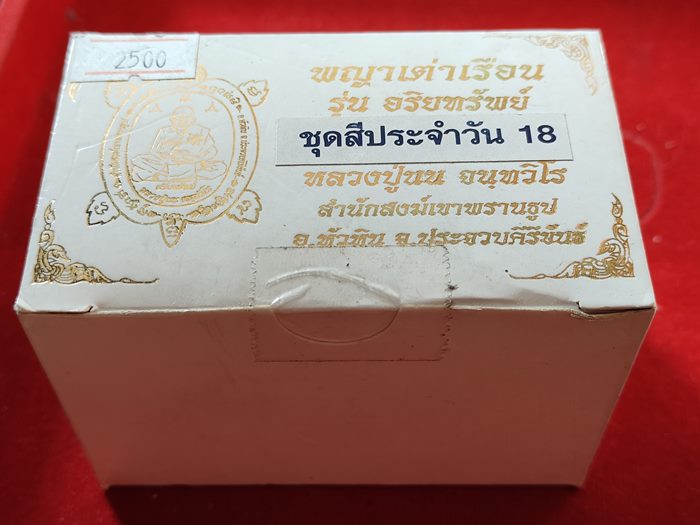 2500
พญาเต่าเรือน
รุ่น อริยทรัพย์
ชุดสีประจำวัน 18
หลวงปู่นน จนฺทวิโร
สำนักสงฆ์เขาพรานธูป
อ.หัวหิน จ.ประจวบคีรีขันธ์